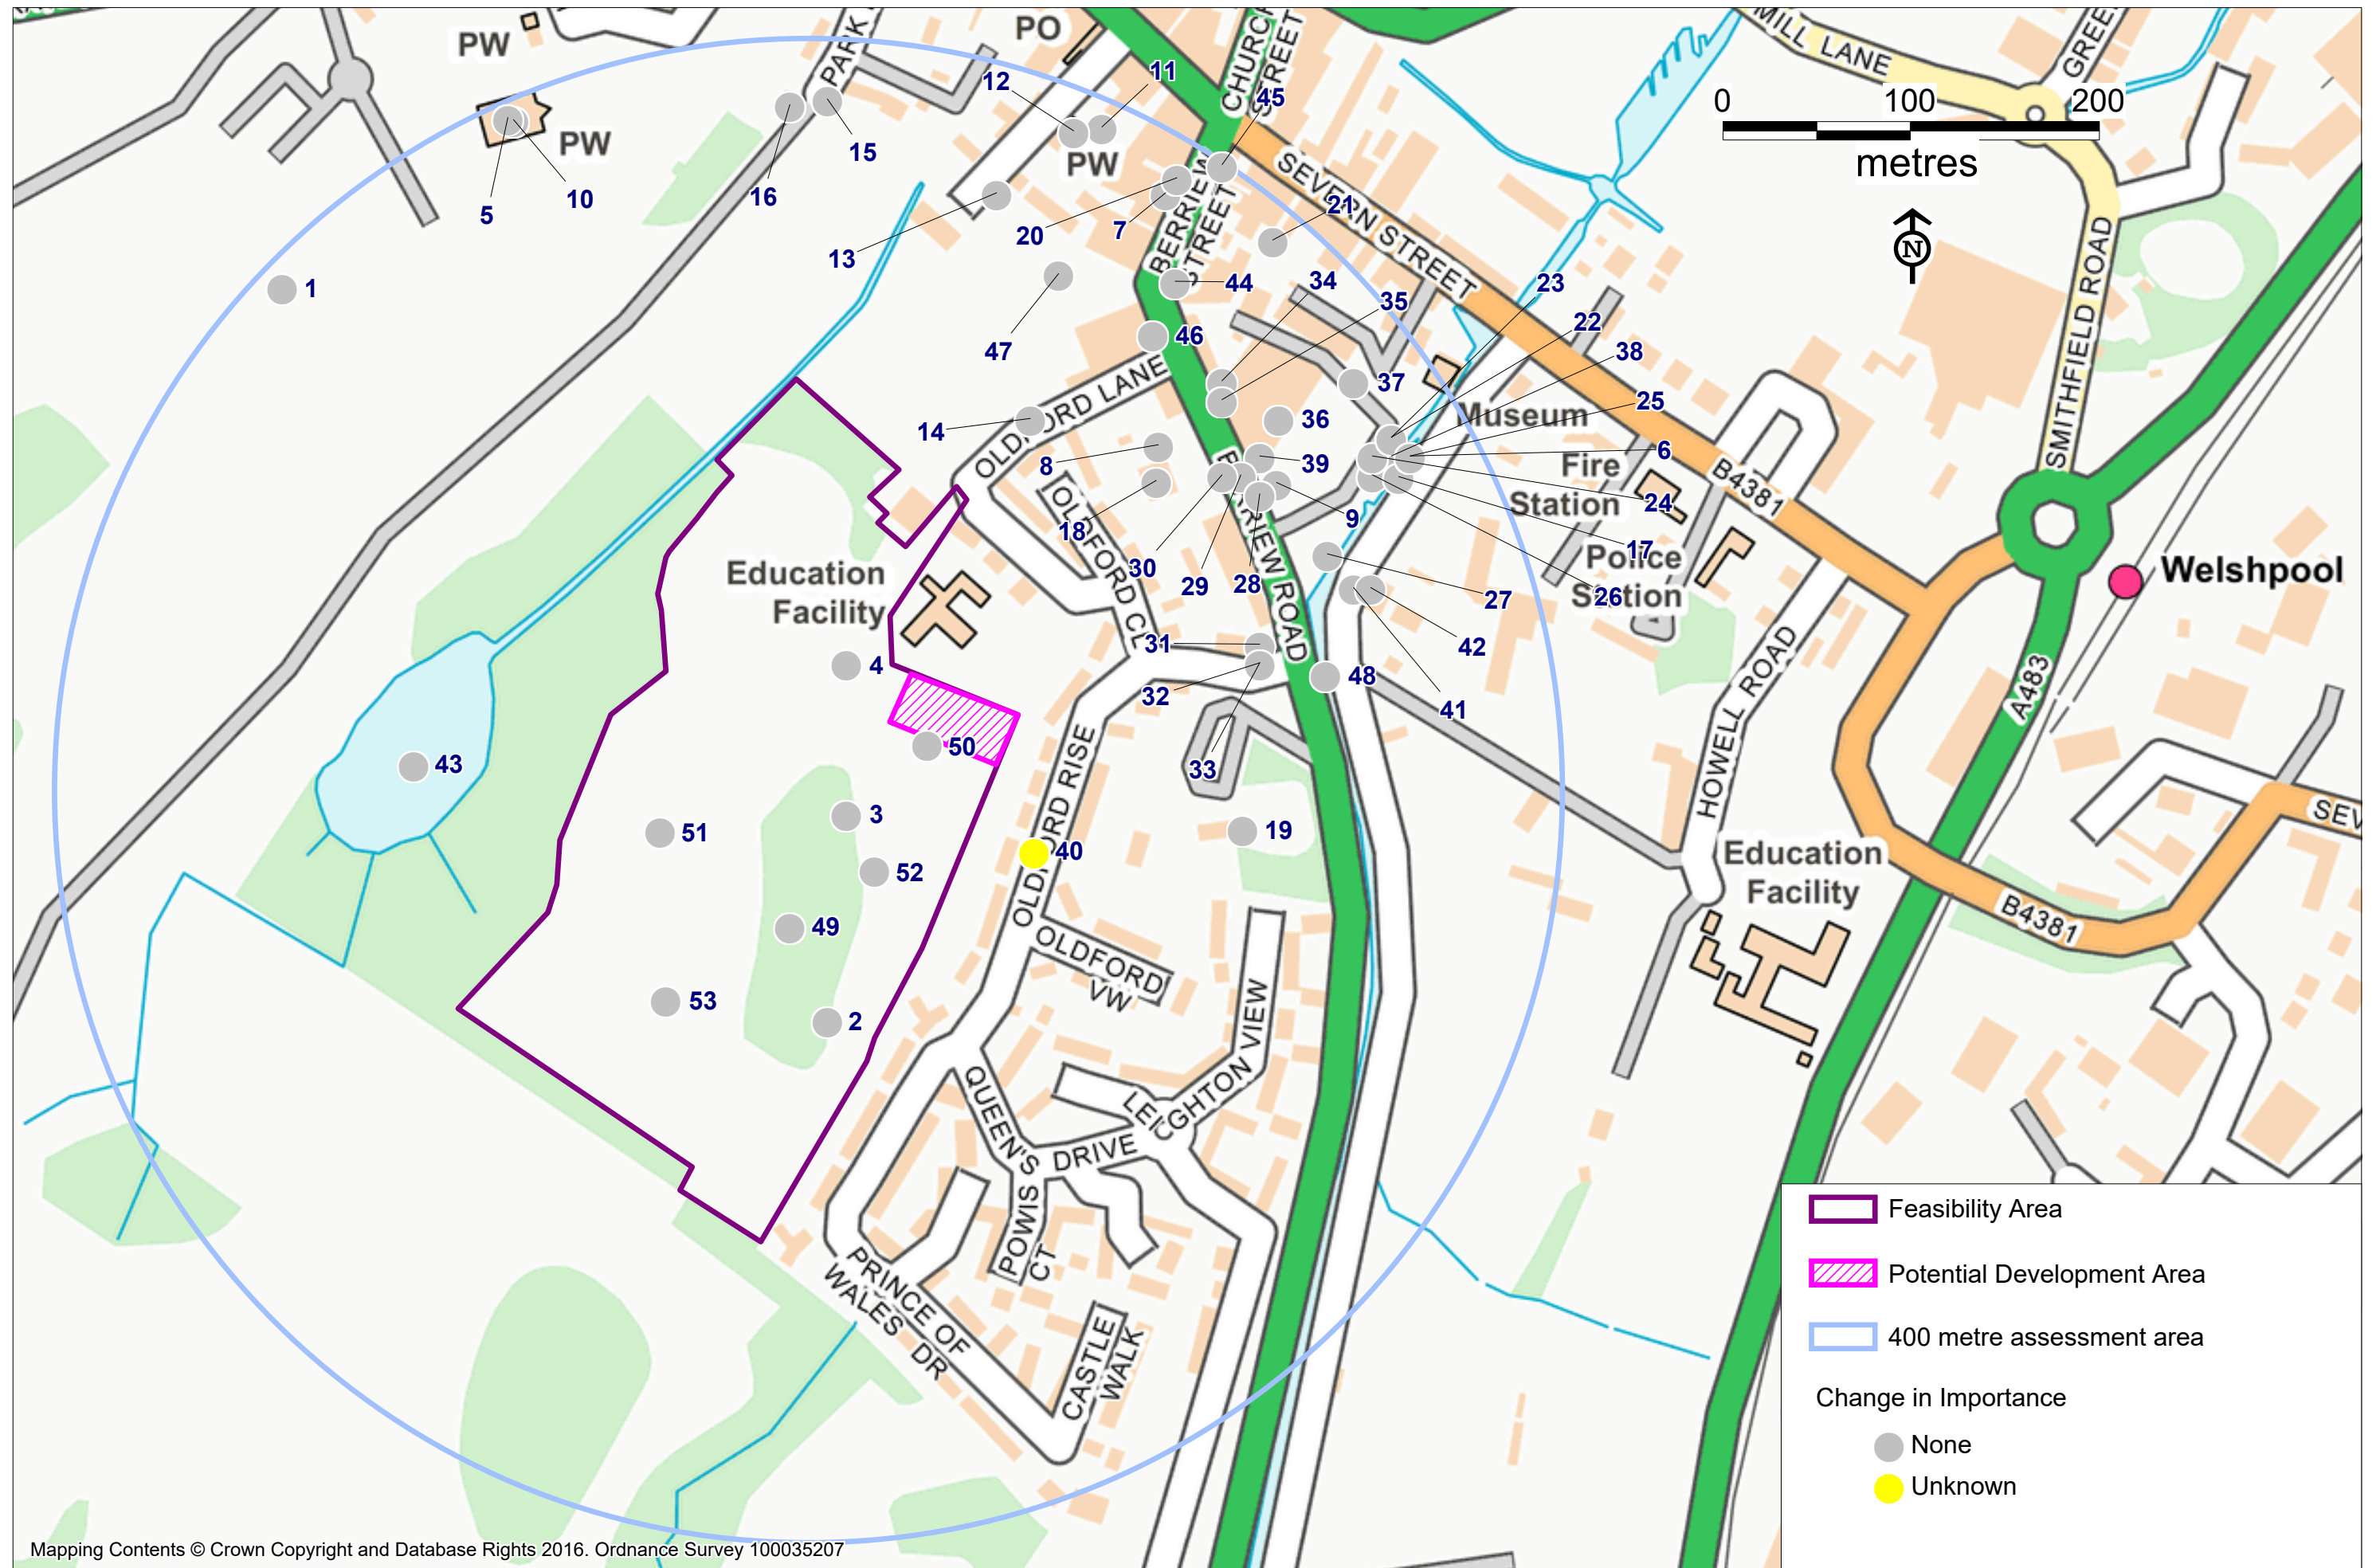 PW
PO
PARK
CHURCH
STREET
MILL LANE
GREE
12
11
45
0 100 200
metres
PW
PW
5
10
16
15
13
20
7
BERRIEW
STREET
21
SEVERN STREET
N
SMITHFIELD ROAD
1
47
44
34
35
23
22
38
46
37
25
OLDFORD LANE
14
36
Museum
8
39
6
Fire
Station
24
B4381
18
9
17
30
29
28
OLDFORD CL
Education
Facility
Police
Station
26
27
Welshpool
ROAD
31
42
4
32
48
41
A483
50
33
HOWELL ROAD
43
OLDFORD RISE
3
51
19
40
52
SEV
Education
Facility
49
B4381
OLDFORD
VW
53
2
LEIGHTON VIEW
QUEEN'S
DRIVE
POWIS
CT
PRINCE OF
WALES DR
CASTLE
WALK
Feasibility Area
Potential Development Area
400 metre assessment area
Change in Importance
None
Unknown
Mapping Contents © Crown Copyright and Database Rights 2016. Ordnance Survey 100035207